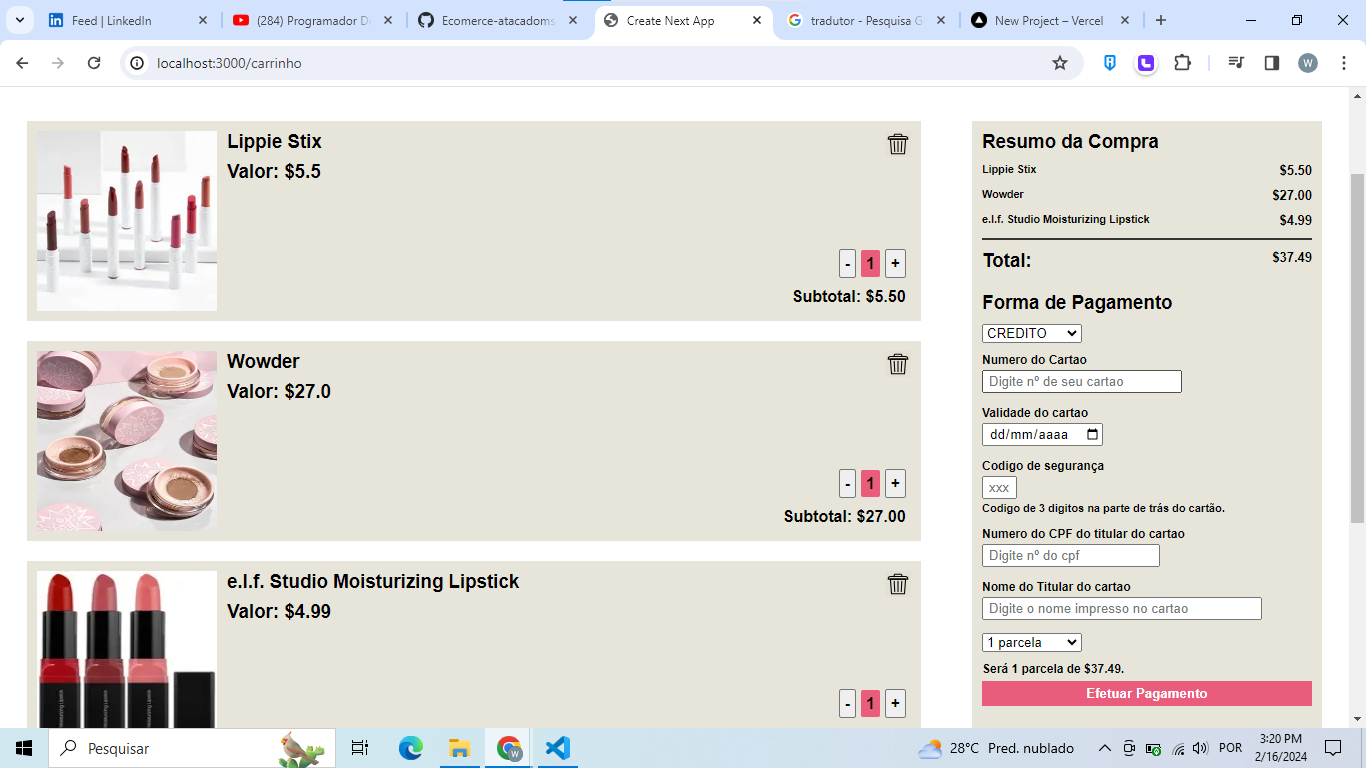 Feed | LinkedIn
(284) Programador De
Ecomerce-atacadoms
Create Next App
tradutor - Pesquisa G
New Project – Vercel
localhost:3000/carrinho
W
Lippie Stix
Valor: $5.5
- 1 +
Subtotal: $5.50
Wowder
Valor: $27.0
- 1 +
Subtotal: $27.00
e.l.f. Studio Moisturizing Lipstick
Valor: $4.99
- 1 +
Resumo da Compra
Lippie Stix $5.50
Wowder $27.00
e.l.f. Studio Moisturizing Lipstick $4.99
Total: $37.49
Forma de Pagamento
CREDITO
Numero do Cartao
Digite nº de seu cartao
Validade do cartao
dd/mm/aaaa
Codigo de segurança
xxx
Codigo de 3 digitos na parte de trás do cartão.
Numero do CPF do titular do cartao
Digite nº do cpf
Nome do Titular do cartao
Digite o nome impresso no cartao
1 parcela
Será 1 parcela de $37.49.
Efetuar Pagamento
Pesquisar
28°C Pred. nublado
POR
3:20 PM
2/16/2024